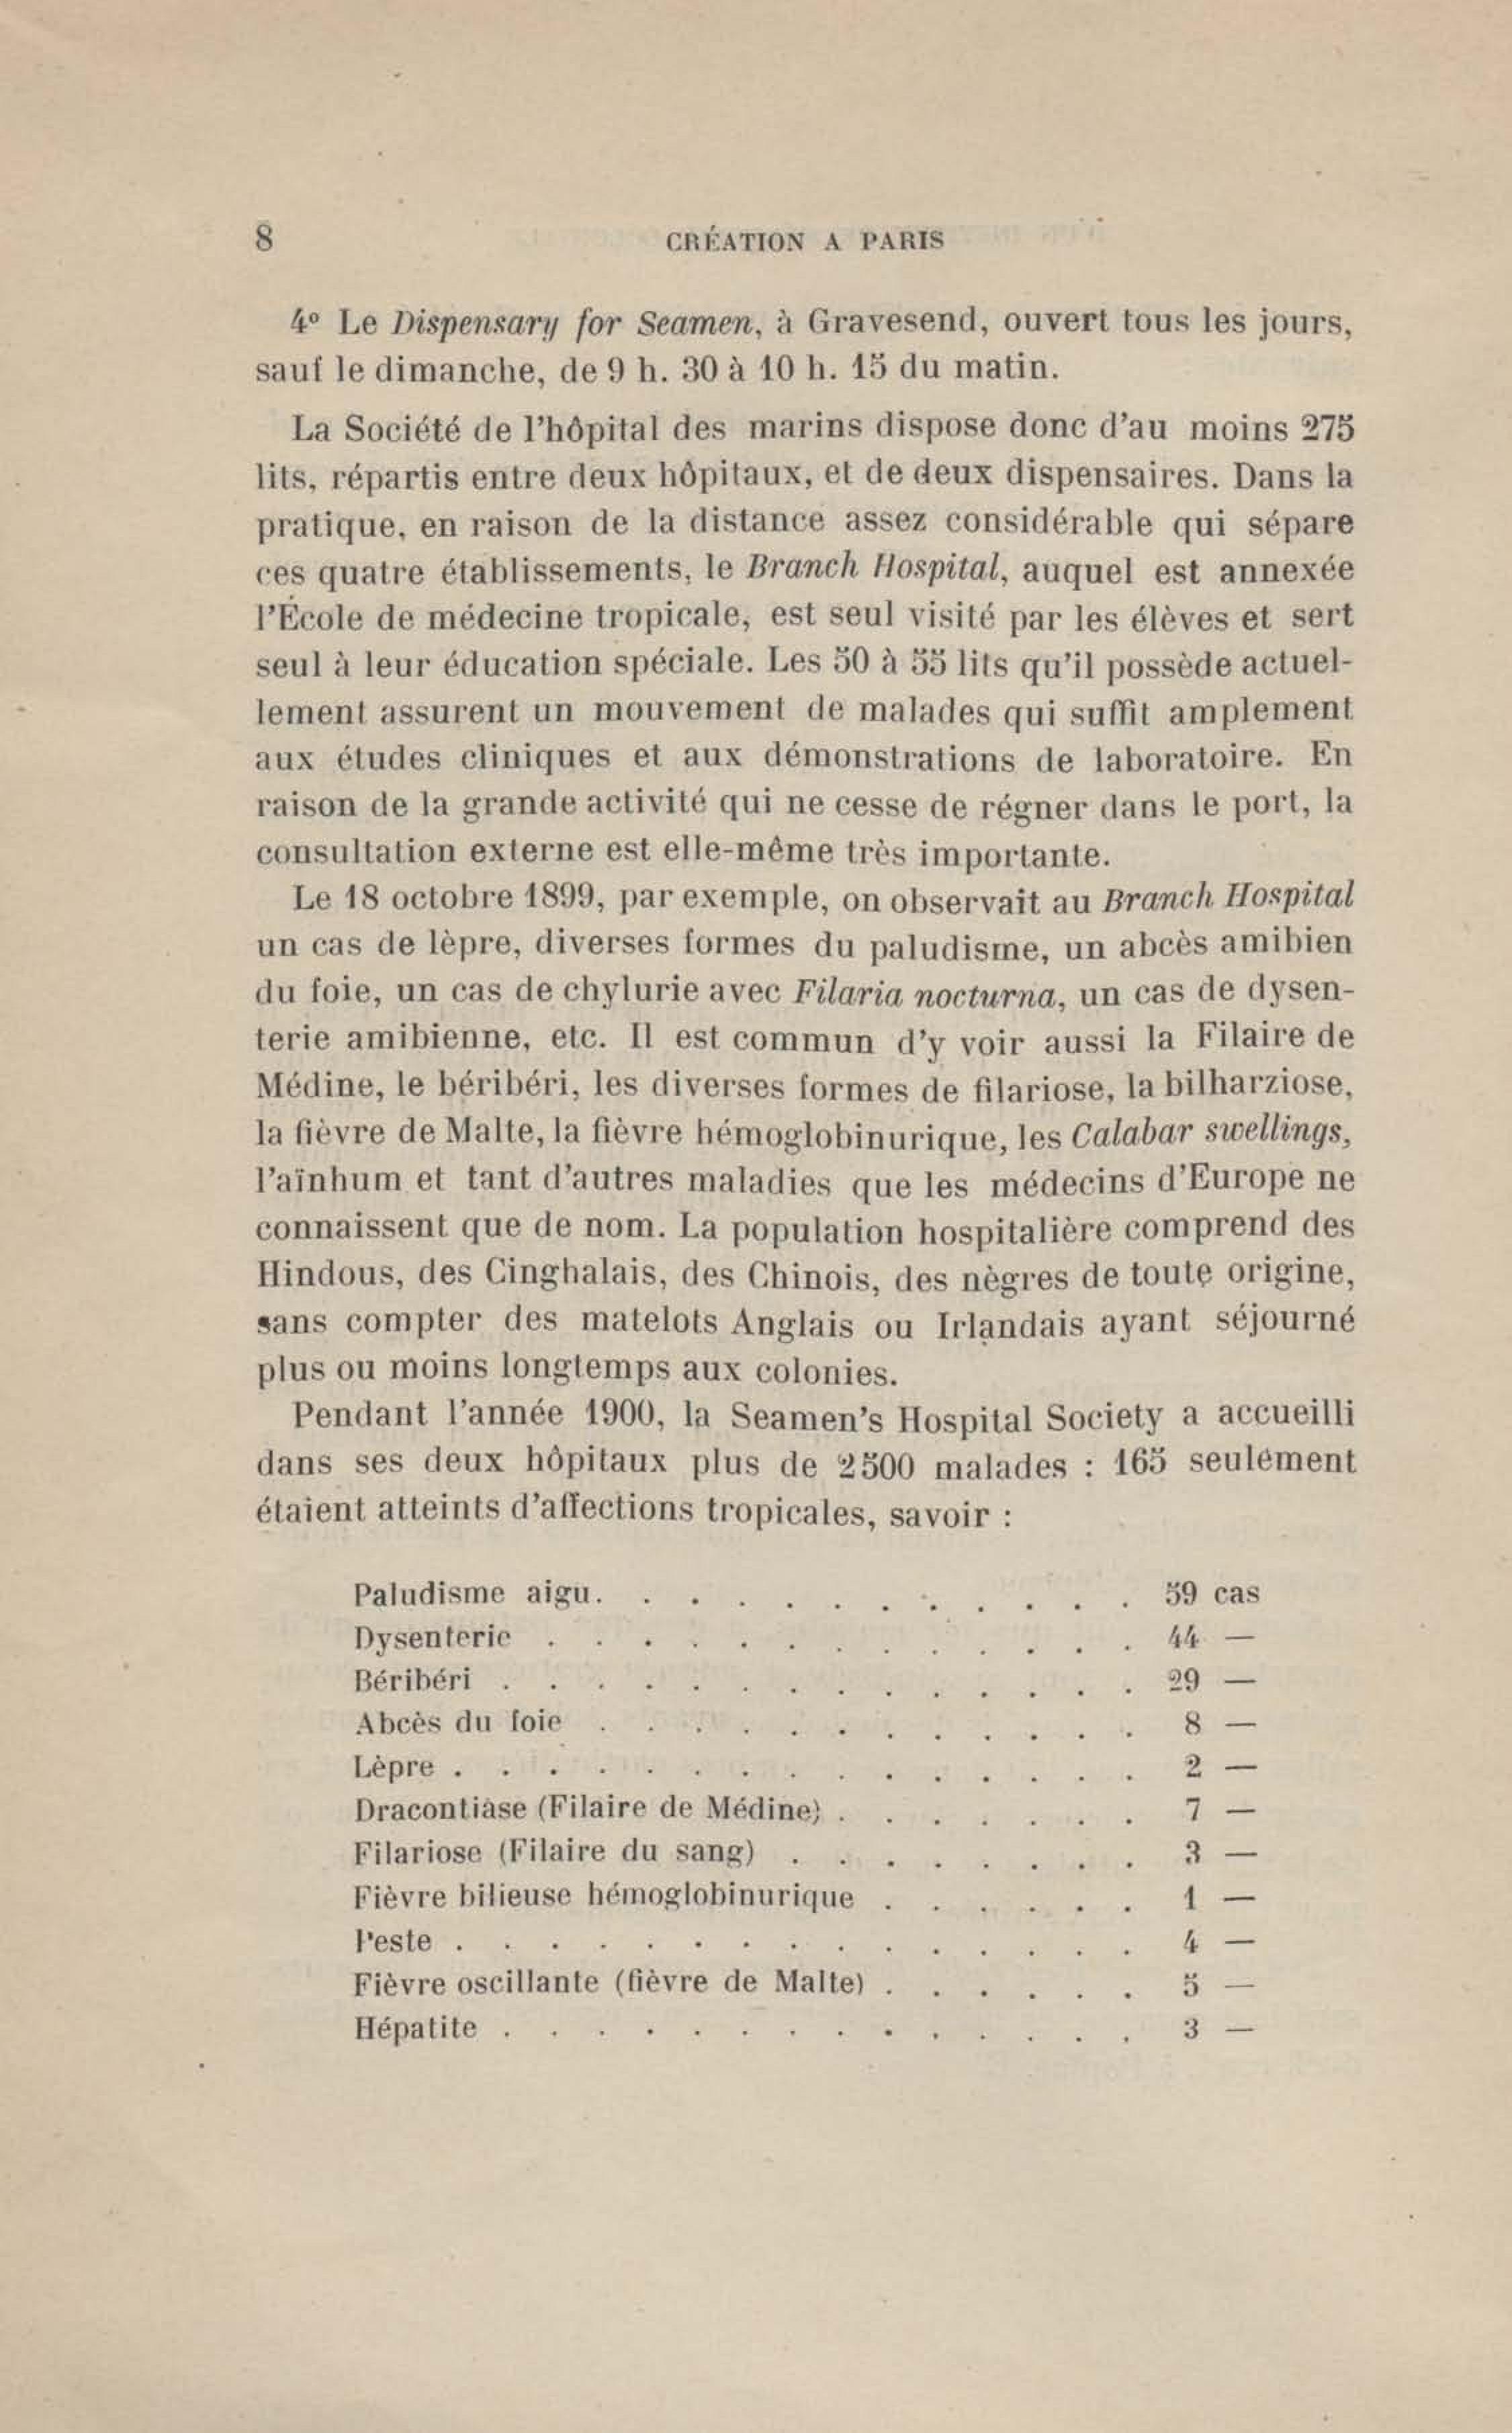 8
CRÉATION A PARIS
4º Le Dispensary for Seamen, à Gravesend, ouvert tous les jours,
sauf le dimanche, de 9 h. 30 à 10 h. 15 du matin.
La Société de l'hôpital des marins dispose donc d'au moins 275
lits, répartis entre deux hôpitaux, et de deux dispensaires. Dans la
pratique, en raison de la distance assez considérable qui sépare
ces quatre établissements, le Branch Hospital, auquel est annexée
l'École de médecine tropicale, est seul visité par les élèves et sert
seul à leur éducation spéciale. Les 50 à 55 lits qu'il possède actuel-
lement assurent un mouvement de malades qui suffit amplement
aux études cliniques et aux démonstrations de laboratoire. En
raison de la grande activité qui ne cesse de régner dans le port, la
consultation externe est elle-même très importante.
Le 18 octobre 1899, par exemple, on observait au Branch Hospital
un cas de lèpre, diverses formes du paludisme, un abcès amibien
du foie, un cas de chylurie avec Filaria nocturna, un cas de dysen-
terie amibienne, etc. Il est commun d'y voir aussi la Filaire de
Médine, le béribéri, les diverses formes de filariose, la bilharziose,
la fièvre de Malte, la fièvre hémoglobinurique, les Calabar swellings,
l'aïnhum et tant d'autres maladies que les médecins d'Europe ne
connaissent que de nom. La population hospitalière comprend des
Hindous, des Cinghalais, des Chinois, des nègres de toute origine,
sans compter des matelots Anglais ou Irlandais ayant séjourné
plus ou moins longtemps aux colonies.
Pendant l'année 1900, la Seamen's Hospital Society a accueilli
dans ses deux hôpitaux plus de 2500 malades : 165 seulement
étaient atteints d'affections tropicales, savoir :
Paludisme aigu. . . . . . . . . . . . 59 cas
Dysenterie . . . . . . . . . . . . . 44 —
Béribéri . . . . . . . . . . . . . . 29 —
Abcès du foie . . . . . . . . . . . . 8 —
Lèpre . . . . . . . . . . . . . . . 2 —
Dracontiase (Filaire de Médine) . . . . . . . 7 —
Filariose (Filaire du sang) . . . . . . . . 3 —
Fièvre bilieuse hémoglobinurique . . . . . . 1 —
Peste . . . . . . . . . . . . . . . 4 —
Fièvre oscillante (fièvre de Malte) . . . . . . 5 —
Hépatite . . . . . . . . . . . . . . 3 —